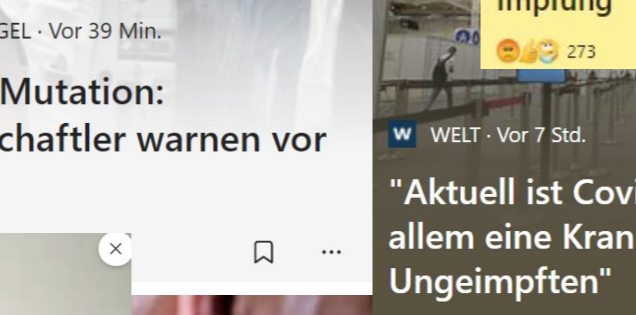 GEL · Vor 39 Min.
Mutation:
chaftler warnen vor
Impfung
273
W WELT · Vor 7 Std.
"Aktuell ist Covi
allem eine Kran
Ungeimpften"